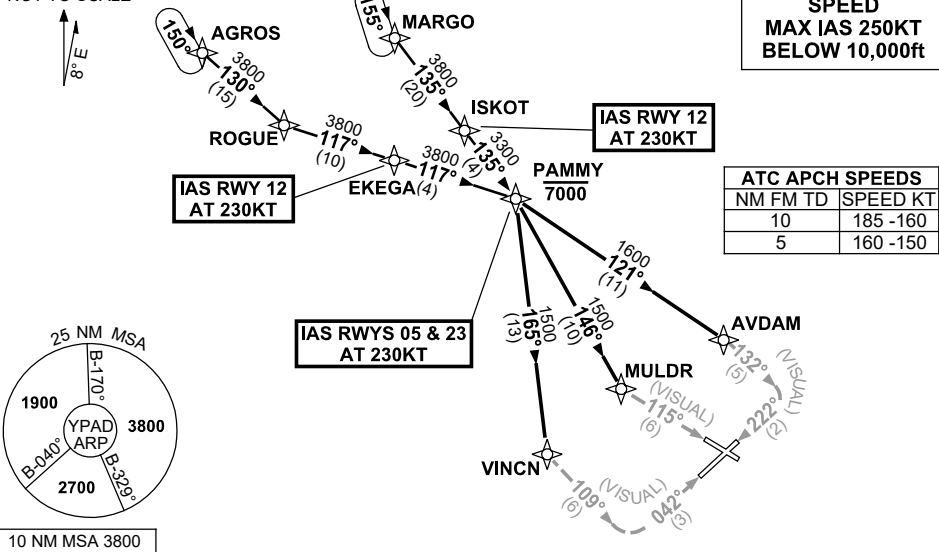 NOT TO SCALE
8° E
150°
AGROS
3800
130°
(15)
ROGUE
3800
117°
(10)
155°
MARGO
3800
135°
(20)
ISKOT
3300
135°
(4)
IAS RWY 12
AT 230KT
SPEED
MAX IAS 250KT
BELOW 10,000ft
IAS RWY 12
AT 230KT
EKEGA
3800
117°
(4)
PAMMY
7000
ATC APCH SPEEDS
NM FM TD SPEED KT
10 185 -160
5 160 -150
IAS RWYS 05 & 23
AT 230KT
1500
165°
(13)
1500
146°
(10)
1600
121°
(11)
AVDAM
132°
(5)
(VISUAL)
222°
(2)
MULDR
(VISUAL)
115°
(6)
VINCN
109°
(6)
(VISUAL)
042°
(3)
25 NM MSA
B-170°
1900
YPAD
ARP
3800
B-040°
B-329°
2700
10 NM MSA 3800